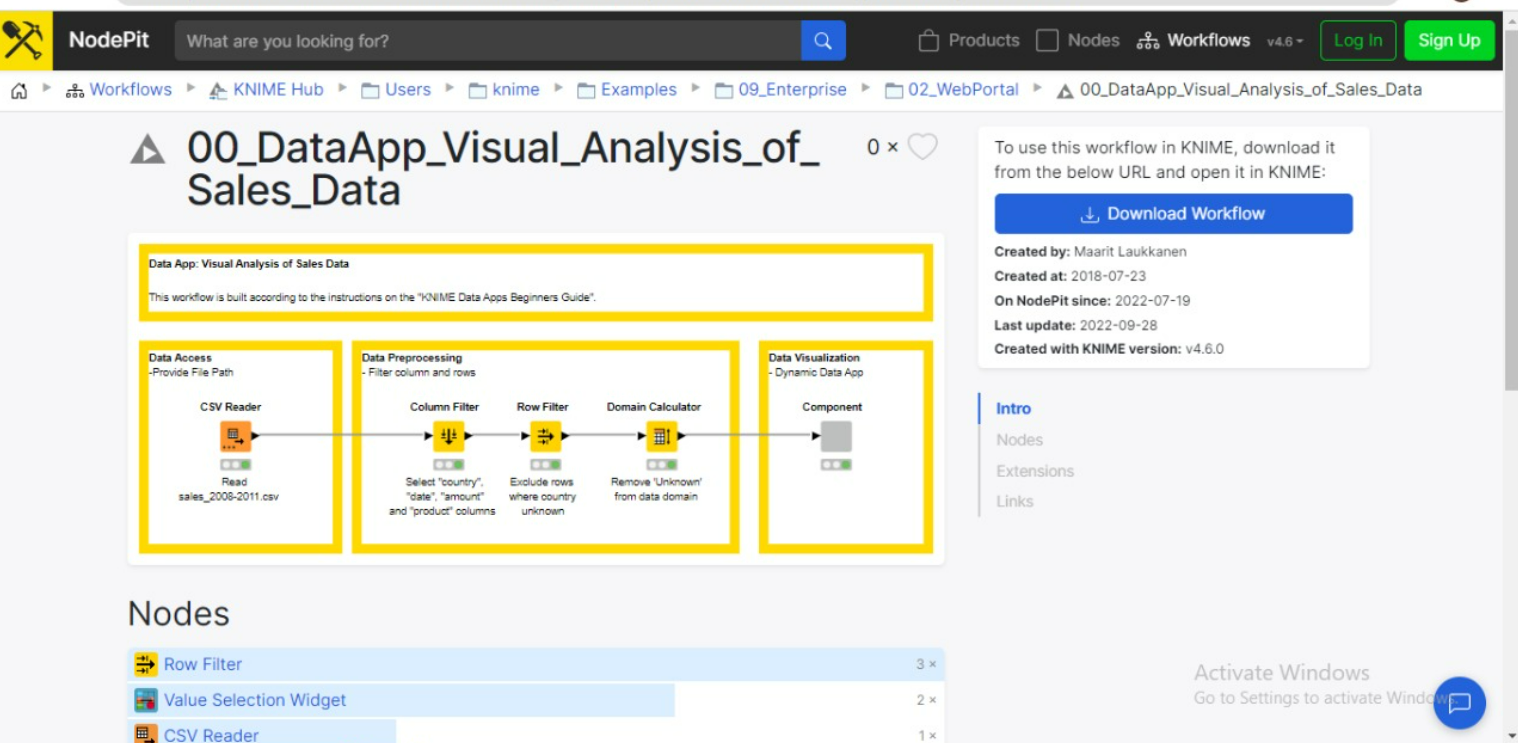 NodePit
What are you looking for?
Products
Nodes
Workflows
v4.6
Log In
Sign Up
Workflows
KNIME Hub
Users
knime
Examples
09_Enterprise
02_WebPortal
00_DataApp_Visual_Analysis_of_Sales_Data
00_DataApp_Visual_Analysis_of_
Sales_Data
0 ×
Data App: Visual Analysis of Sales Data
This workflow is built according to the instructions on the "KNIME Data Apps Beginners Guide".
Data Access
-Provide File Path
CSV Reader
Read
sales_2008-2011.csv
Data Preprocessing
- Filter column and rows
Column Filter
Select "country",
"date", "amount"
and "product" columns
Row Filter
Exclude rows
where country
unknown
Domain Calculator
Remove 'Unknown'
from data domain
Data Visualization
- Dynamic Data App
Component
To use this workflow in KNIME, download it
from the below URL and open it in KNIME:
Download Workflow
Created by: Maarit Laukkanen
Created at: 2018-07-23
On NodePit since: 2022-07-19
Last update: 2022-09-28
Created with KNIME version: v4.6.0
Intro
Nodes
Extensions
Links
Nodes
Row Filter 3 ×
Value Selection Widget 2 ×
CSV Reader 1 ×
Activate Windows
Go to Settings to activate Windows.